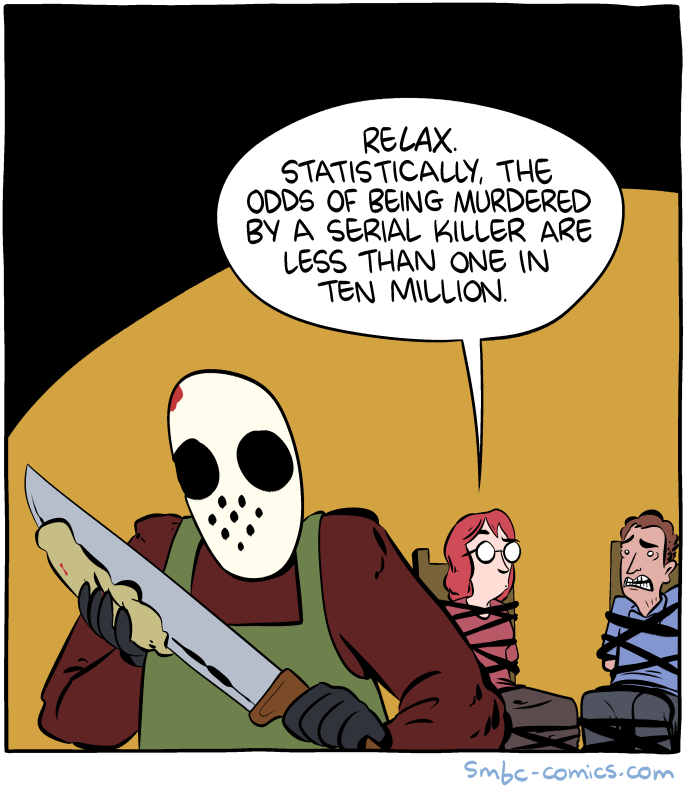 RELAX.
STATISTICALLY, THE
ODDS OF BEING MURDERED
BY A SERIAL KILLER ARE
LESS THAN ONE IN
TEN MILLION.
smbc-comics.com